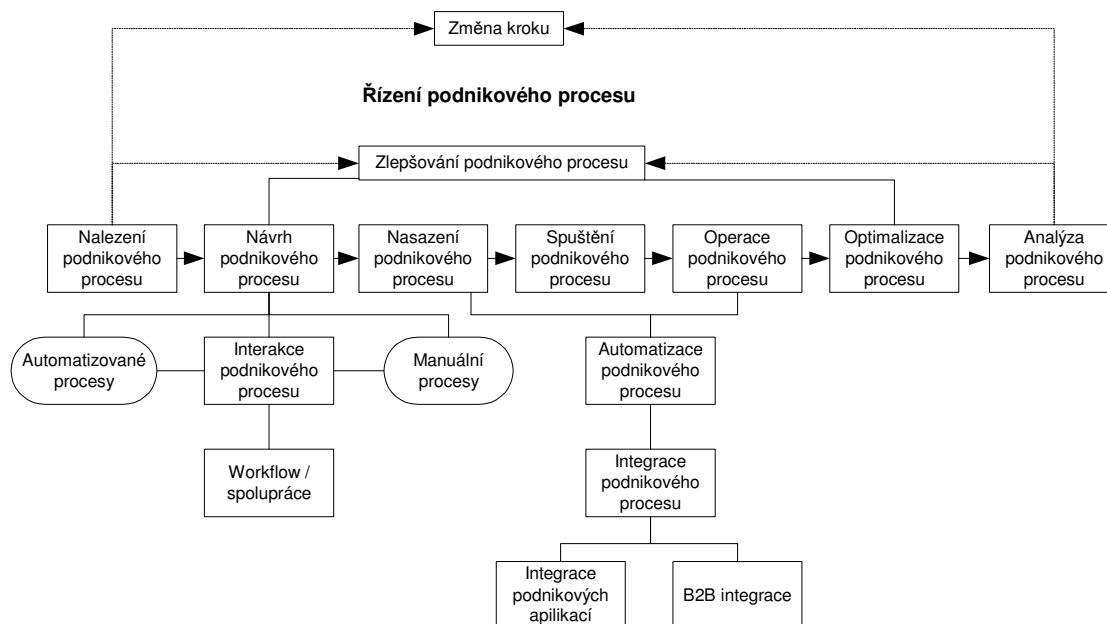 Změna kroku
Řízení podnikového procesu
Zlepšování podnikového procesu
Nalezení
podnikového
procesu
Návrh
podnikového
procesu
Nasazení
podnikového
procesu
Spuštění
podnikového
procesu
Operace
podnikového
procesu
Optimalizace
podnikového
procesu
Analýza
podnikového
procesu
Automatizované
procesy
Interakce
podnikového
procesu
Manuální
procesy
Automatizace
podnikového
procesu
Workflow /
spolupráce
Integrace
podnikového
procesu
Integrace
podnikových
apilikací
B2B integrace